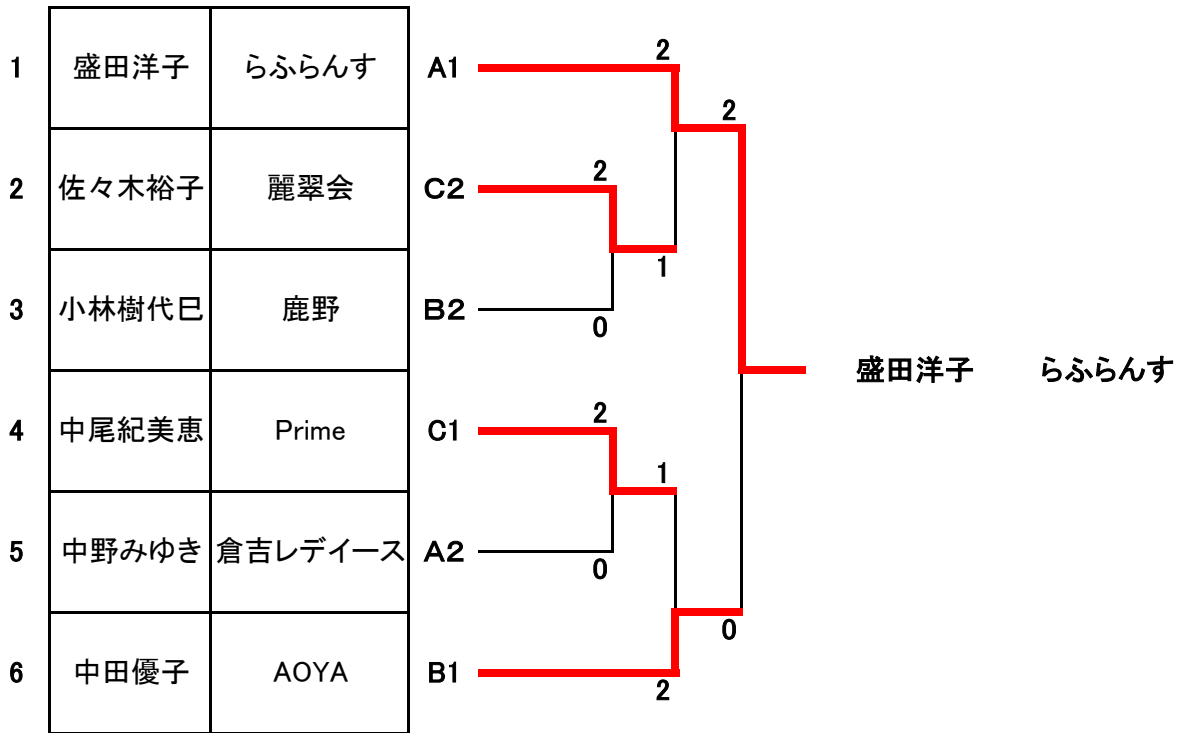 1 盛田洋子 らふらんす A1 2
2
2 佐々木裕子 麗翠会 C2 2
1
3 小林樹代巳 鹿野 B2 0
盛田洋子 らふらんす
4 中尾紀美恵 Prime C1 2
1
5 中野みゆき 倉吉レデイース A2 0
0
6 中田優子 AOYA B1 2